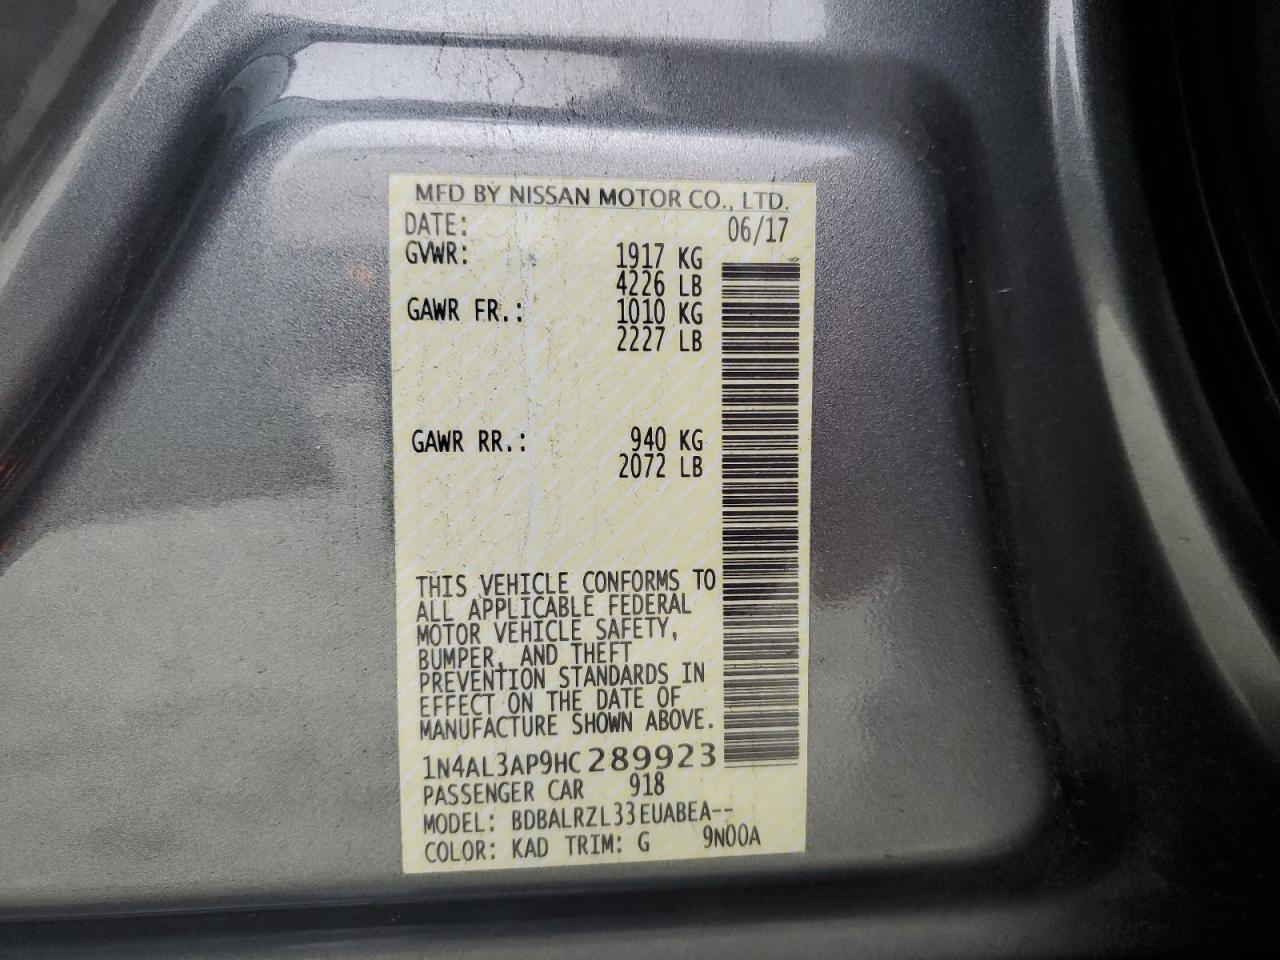 MFD BY NISSAN MOTOR CO., LTD.
DATE: 06/17
GVWR: 1917 KG
4226 LB
GAWR FR.: 1010 KG
2227 LB
GAWR RR.: 940 KG
2072 LB
THIS VEHICLE CONFORMS TO
ALL APPLICABLE FEDERAL
MOTOR VEHICLE SAFETY,
BUMPER, AND THEFT
PREVENTION STANDARDS IN
EFFECT ON THE DATE OF
MANUFACTURE SHOWN ABOVE.
1N4AL3AP9HC289923
PASSENGER CAR 918
MODEL: BDBALRZL33EUABEA--
COLOR: KAD TRIM: G 9N00A